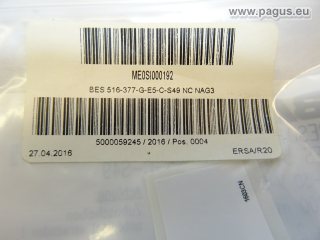 www.pagus.eu
ME0SI000192
BES 516-377-G-E5-C-S49 NC NAG3
5000059245 / 2016 / Pos. 0004
27.04.2016
ERSA/R20